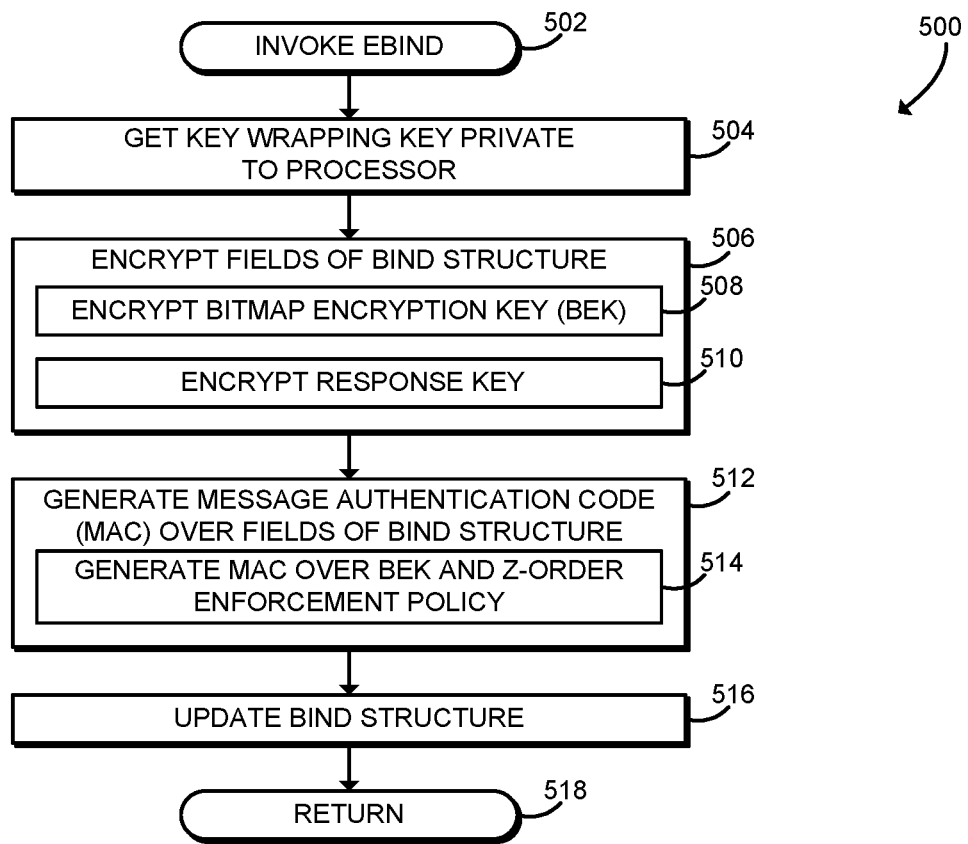 INVOKE EBIND
502
500
GET KEY WRAPPING KEY PRIVATE
TO PROCESSOR
504
ENCRYPT FIELDS OF BIND STRUCTURE
506
ENCRYPT BITMAP ENCRYPTION KEY (BEK)
508
ENCRYPT RESPONSE KEY
510
GENERATE MESSAGE AUTHENTICATION CODE
(MAC) OVER FIELDS OF BIND STRUCTURE
512
GENERATE MAC OVER BEK AND Z-ORDER
ENFORCEMENT POLICY
514
UPDATE BIND STRUCTURE
516
RETURN
518